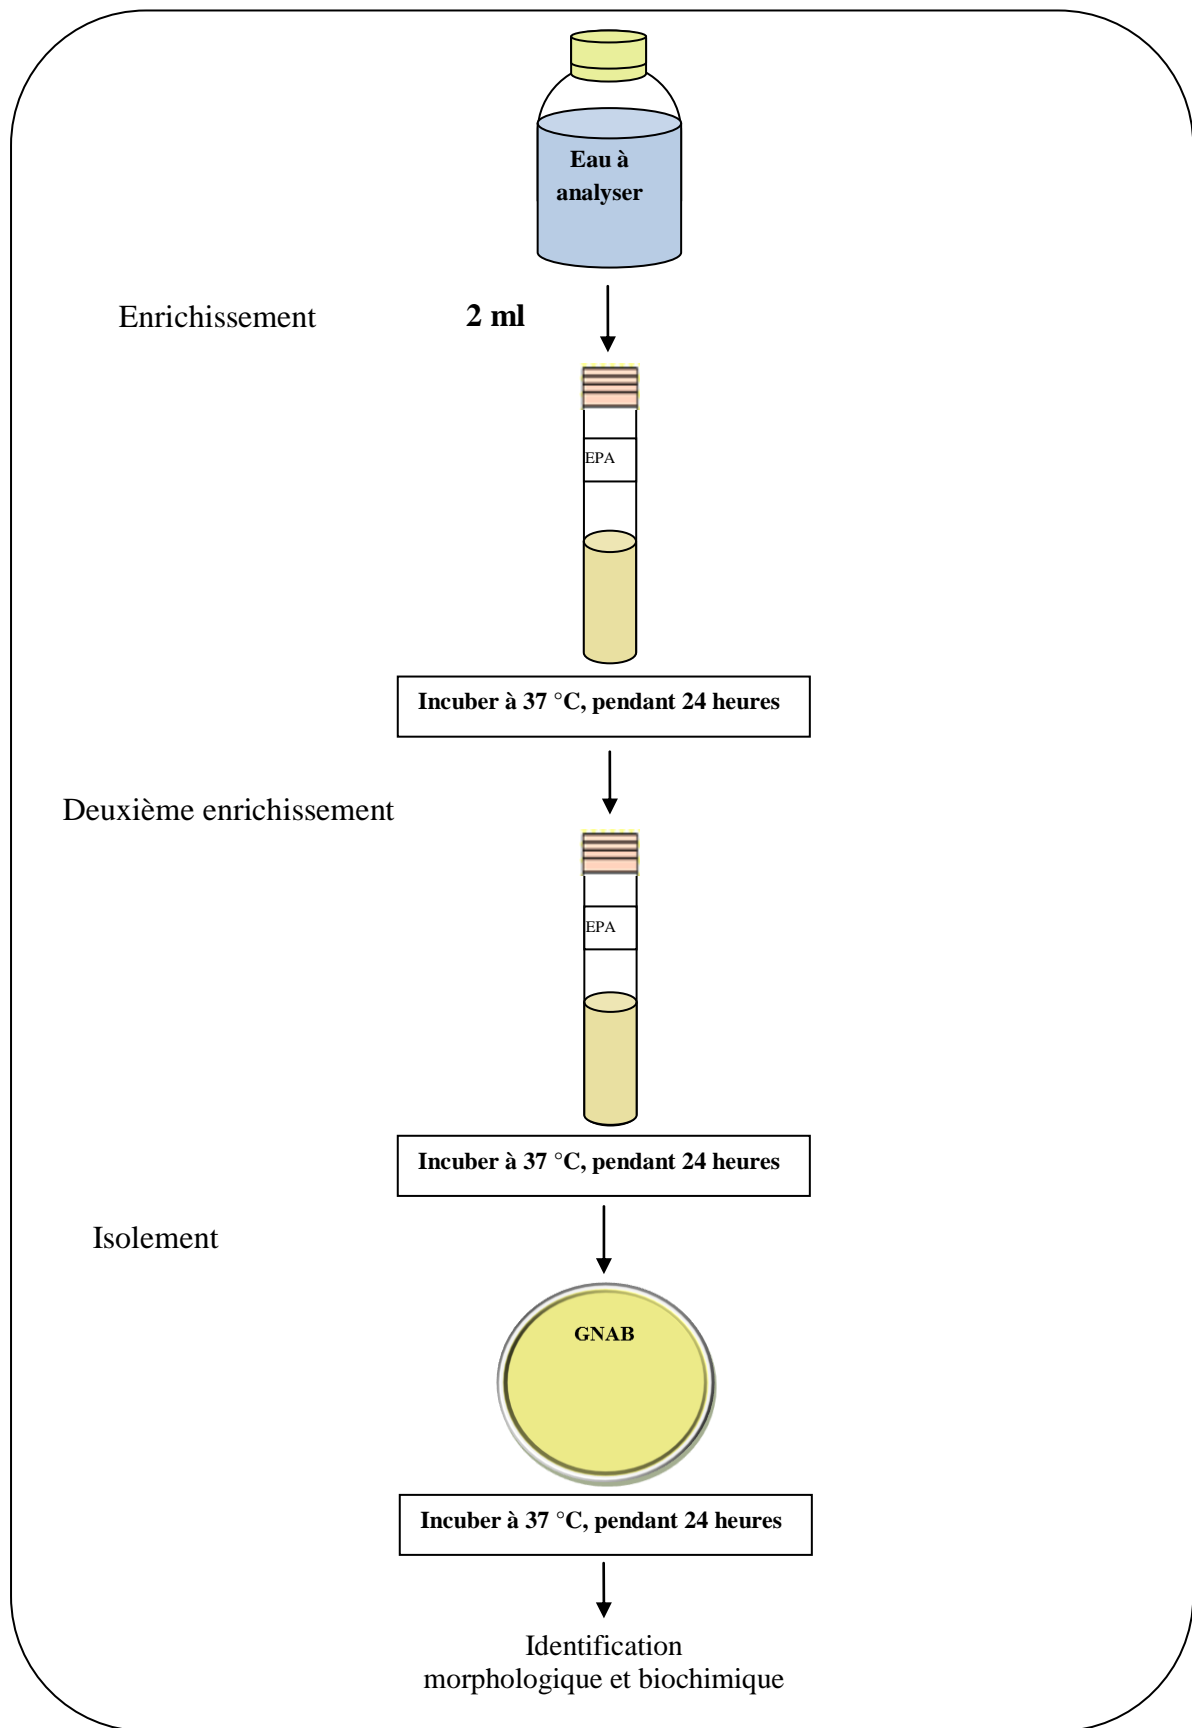 Eau à
analyser
Enrichissement 2 ml
EPA
Incuber à 37 °C, pendant 24 heures
Deuxième enrichissement
EPA
Incuber à 37 °C, pendant 24 heures
Isolement
GNAB
Incuber à 37 °C, pendant 24 heures
Identification
morphologique et biochimique